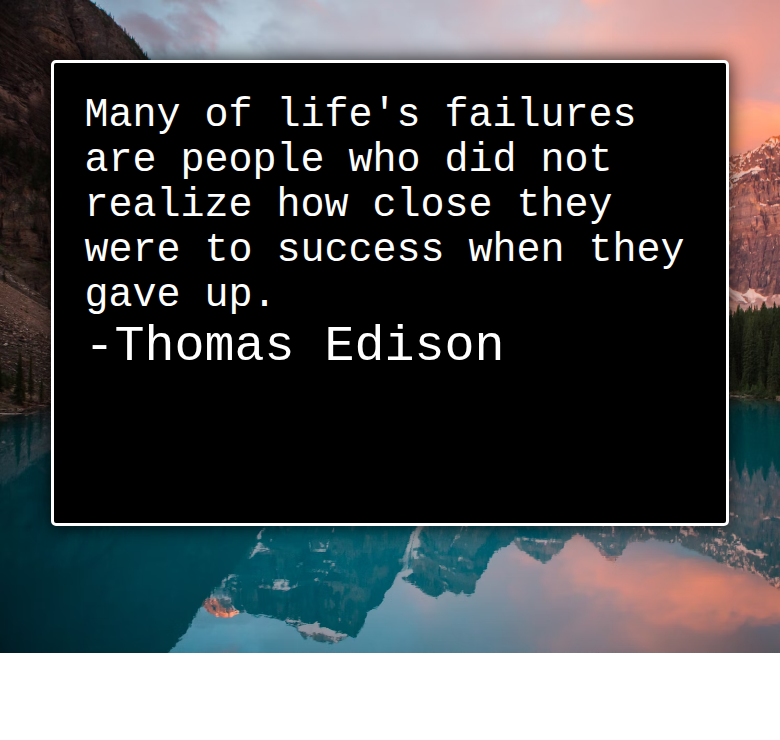 Many of life's failures
are people who did not
realize how close they
were to success when they
gave up.
-Thomas Edison